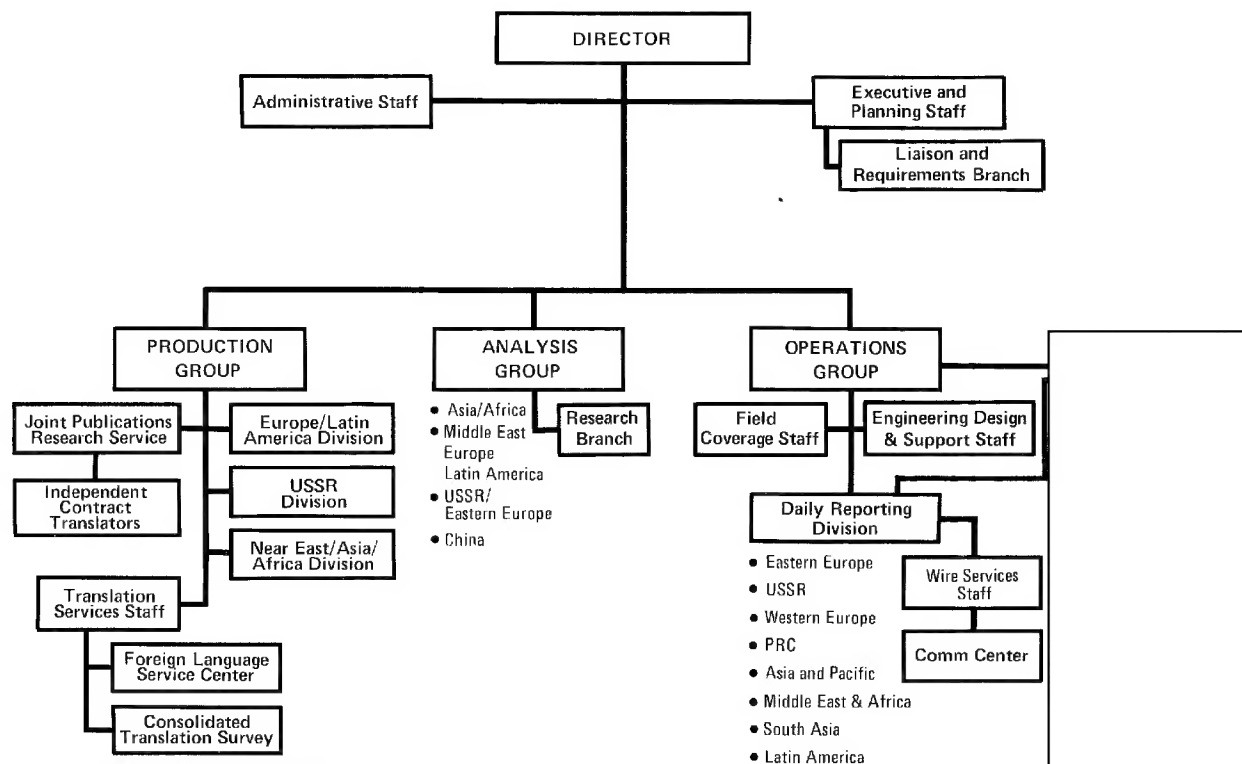 DIRECTOR
Administrative Staff
Executive and
Planning Staff
Liaison and
Requirements Branch
PRODUCTION
GROUP
ANALYSIS
GROUP
OPERATIONS
GROUP
Joint Publications
Research Service
Europe/Latin
America Division
Independent
Contract
Translators
USSR
Division
Near East/Asia/
Africa Division
Translation
Services Staff
Foreign Language
Service Center
Consolidated
Translation Survey
• Asia/Africa
• Middle East
Europe
Latin America
• USSR/
Eastern Europe
• China
Research
Branch
Field
Coverage Staff
Engineering Design
& Support Staff
Daily Reporting
Division
• Eastern Europe
• USSR
• Western Europe
• PRC
• Asia and Pacific
• Middle East & Africa
• South Asia
• Latin America
Wire Services
Staff
Comm Center